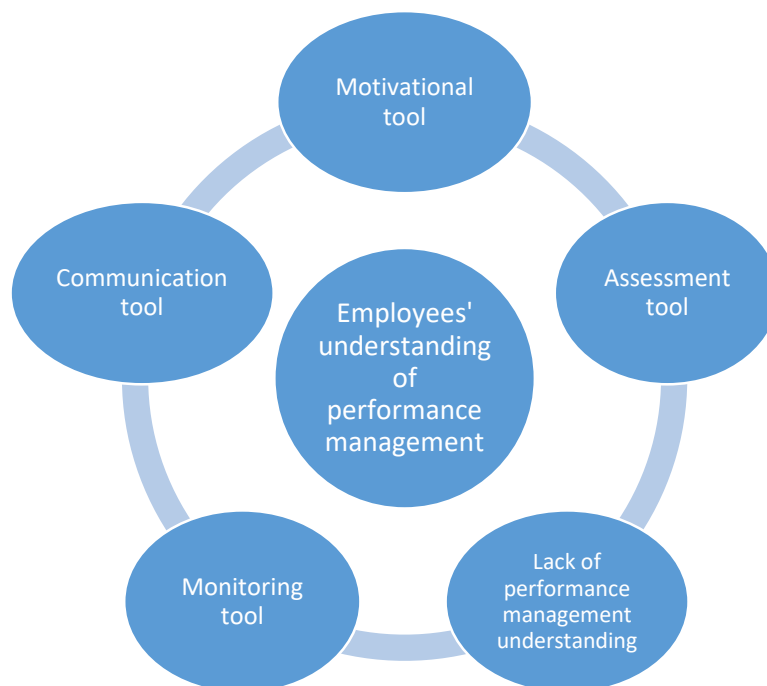 Motivational
tool
Communication
tool
Assessment
tool
Employees'
understanding
of
performance
management
Monitoring
tool
Lack of
performance
management
understanding